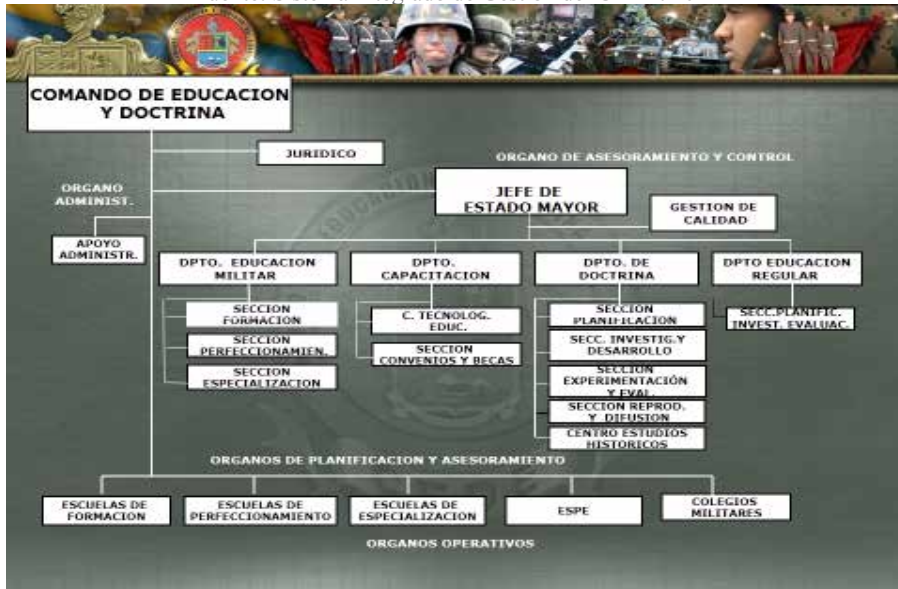 COMANDO DE EDUCACION
Y DOCTRINA
JURIDICO
ORGANO DE ASESORAMIENTO Y CONTROL
ORGANO
ADMINIST.
JEFE DE
ESTADO MAYOR
GESTION DE
CALIDAD
APOYO
ADMINISTR.
DPTO. EDUCACION
MILITAR
DPTO.
CAPACITACION
DPTO. DE
DOCTRINA
DPTO EDUCACION
REGULAR
SECCION
FORMACION
SECCION
PERFECCIONAMIEN.
SECCION
ESPECIALIZACION
C. TECNOLOG.
EDUC.
SECCION
CONVENIOS Y BECAS
SECCION
PLANIFICACION
SECC. INVESTIG.Y
DESARROLLO
SECCION
EXPERIMENTACIÓN
Y EVAL.
SECCION REPROD.
Y DIFUSION
CENTRO ESTUDIOS
HISTORICOS
SECC.PLANIFIC.
INVEST. EVALUAC.
ORGANOS DE PLANIFICACION Y ASESORAMIENTO
ESCUELAS DE
FORMACION
ESCUELAS DE
PERFECCIONAMIENTO
ESCUELAS DE
ESPECIALIZACION
ESPE
COLEGIOS
MILITARES
ORGANOS OPERATIVOS